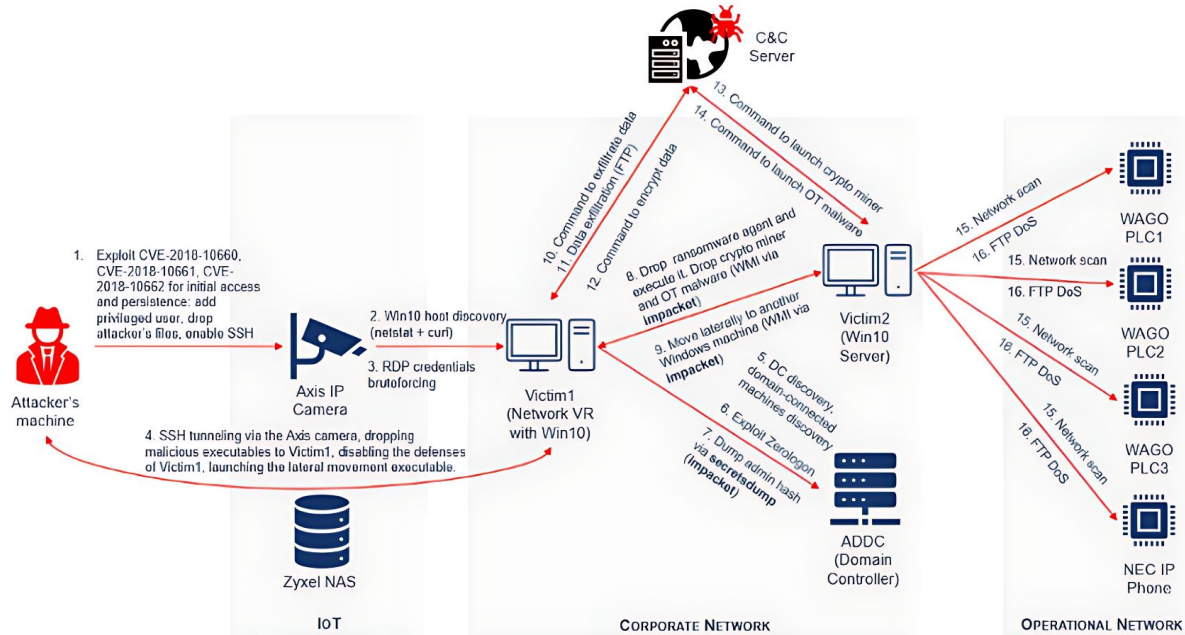 C&C
Server
1. Exploit CVE-2018-10660,
CVE-2018-10661, CVE-
2018-10662 for initial access
and persistence: add
privileged user, drop
attacker's files, enable SSH
Attacker's
machine
2. Win10 host discovery
(netstat + curl)
3. RDP credentials
brutoforcing
Axis IP
Camera
4. SSH tunneling via the Axis camera, dropping
malicious executables to Victim1, disabling the defenses
of Victim1, launching the lateral movement executable.
Zyxel NAS
IOT
10. Command to exfiltrate data
11. Data exfiltration (FTP)
12. Command to encrypt data
13. Command to launch crypto miner
14. Command to launch OT malware
Victim1
(Network VR
with Win10)
8. Drop ransomware agent and
execute it. Drop crypto miner
and OT malware (WMI via
impacket)
9. Move laterally to another
Windows machine (WMI via
impacket)
5. DC discovery,
domain-connected
machines discovery
6. Exploit Zerologon
7. Dump admin hash
via secretsdump
(impacket)
Victim2
(Win10
Server)
ADDC
(Domain
Controller)
CORPORATE NETWORK
15. Network scan
16. FTP DoS
WAGO
PLC1
15. Network scan
16. FTP DoS
WAGO
PLC2
15. Network scan
16. FTP DoS
WAGO
PLC3
15. Network scan
16. FTP DoS
NEC IP
Phone
OPERATIONAL NETWORK